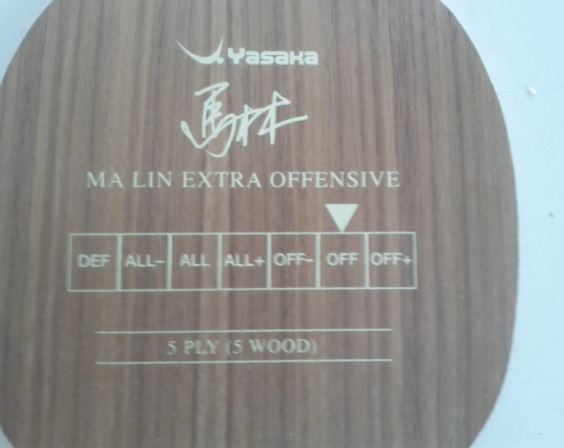 Yasaka
馬林
MA LIN EXTRA OFFENSIVE
DEF ALL- ALL ALL+ OFF- OFF OFF+
5 PLY (5 WOOD)